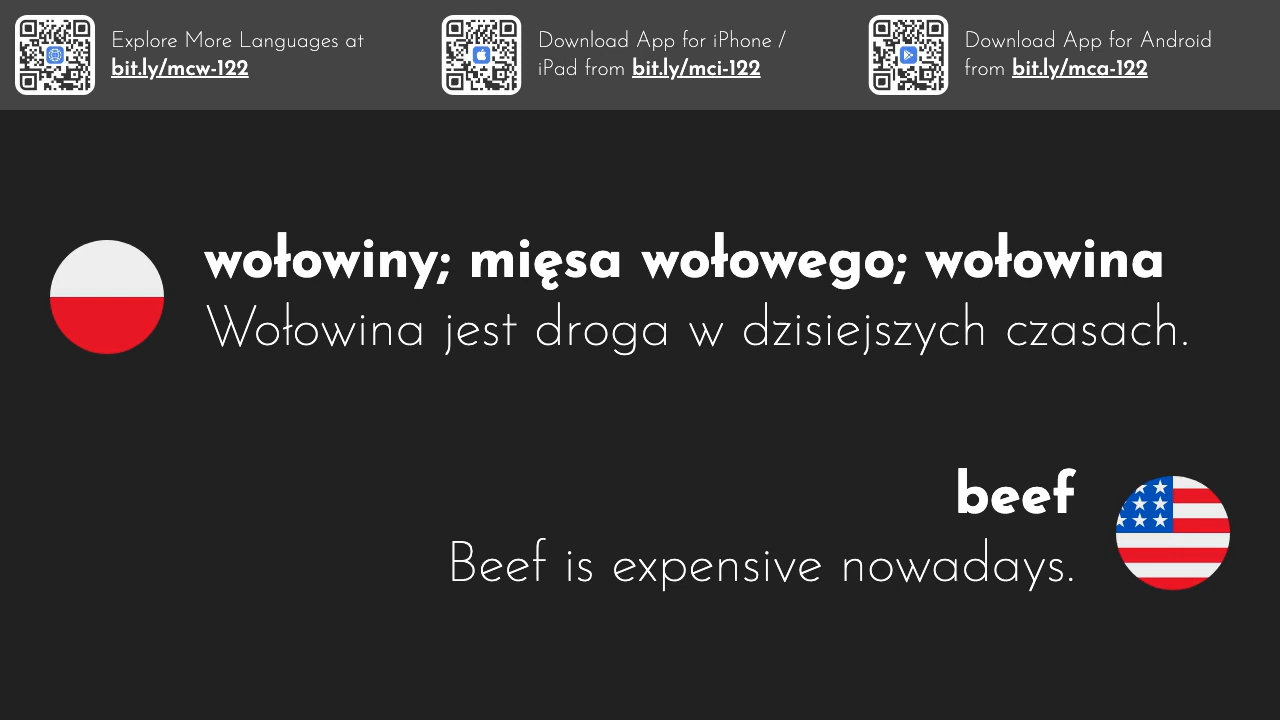 Explore More Languages at
bit.ly/mcw-122
Download App for iPhone /
iPad from bit.ly/mci-122
Download App for Android
from bit.ly/mca-122
wołowiny; mięsa wołowego; wołowina
Wołowina jest droga w dzisiejszych czasach.
beef
Beef is expensive nowadays.